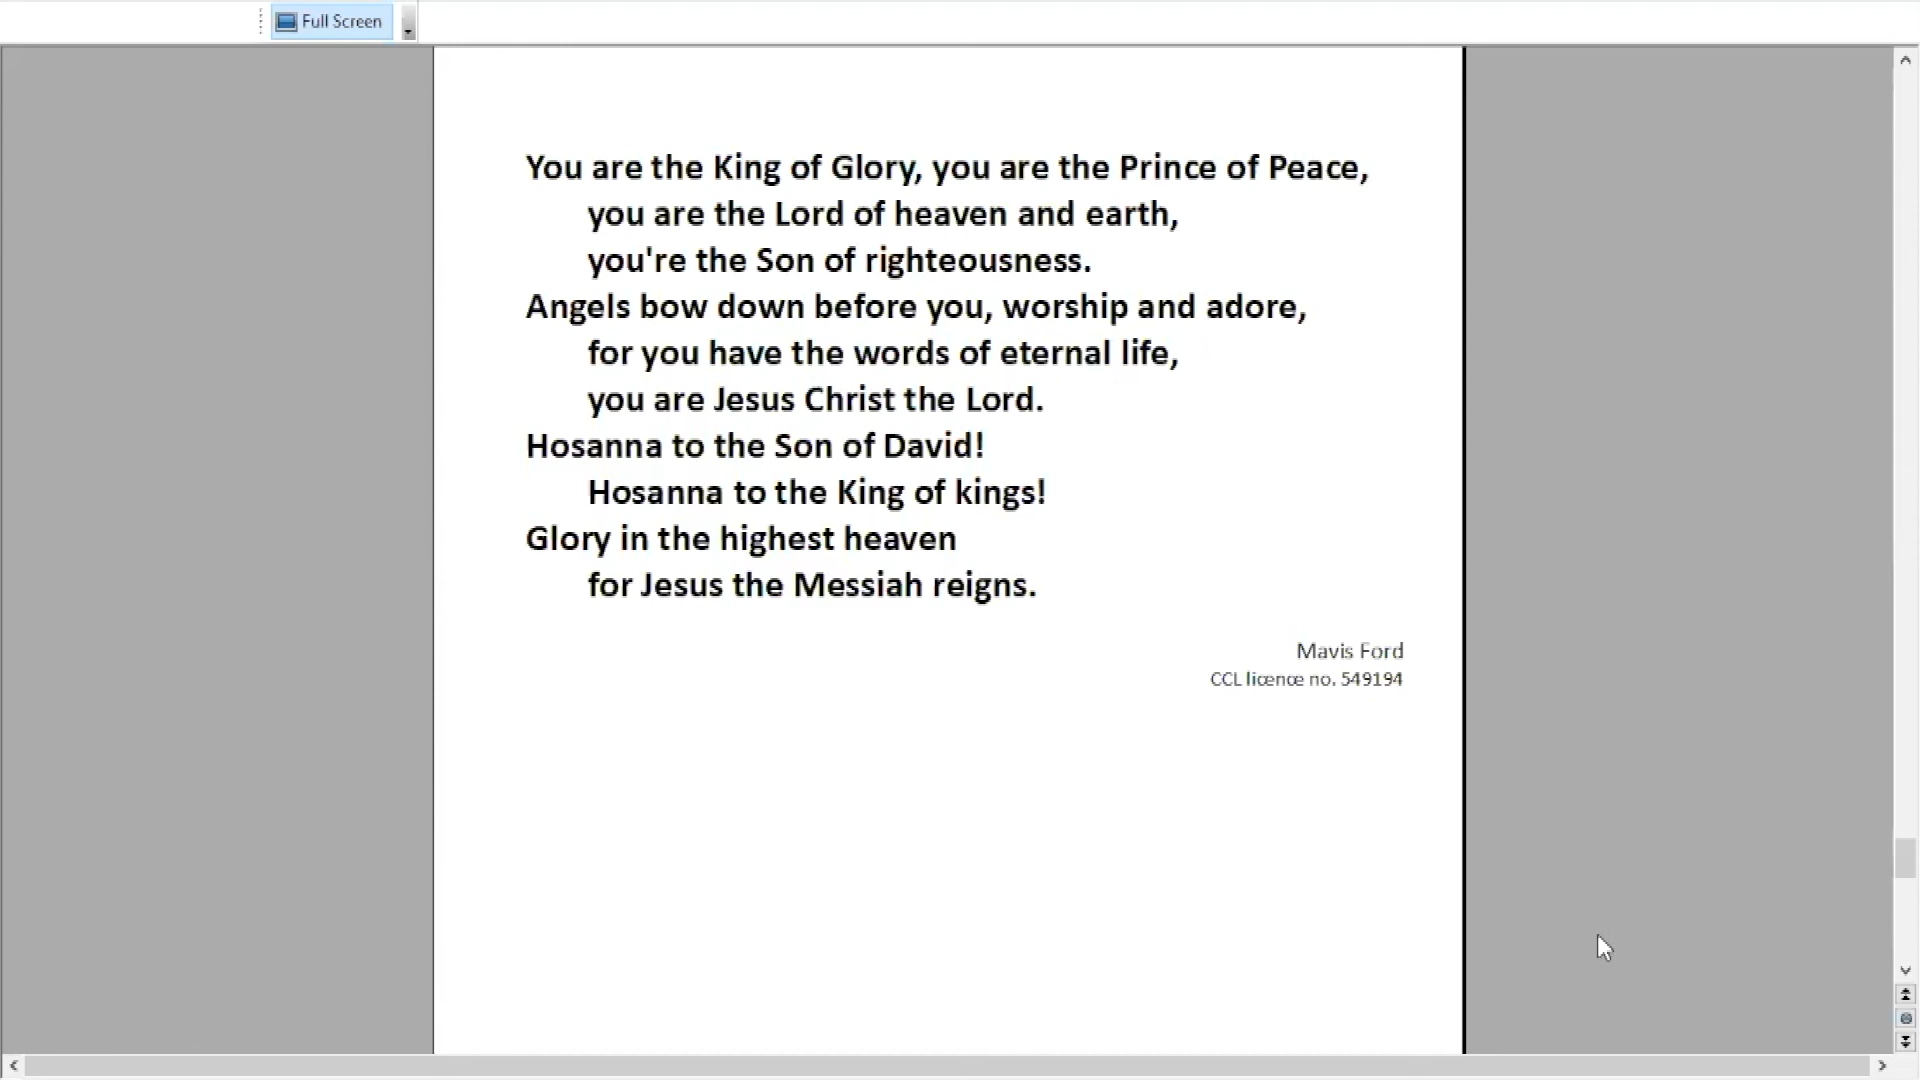 Full Screen
You are the King of Glory, you are the Prince of Peace,
you are the Lord of heaven and earth,
you're the Son of righteousness.
Angels bow down before you, worship and adore,
for you have the words of eternal life,
you are Jesus Christ the Lord.
Hosanna to the Son of David!
Hosanna to the King of kings!
Glory in the highest heaven
for Jesus the Messiah reigns.
Mavis Ford
CCL licence no. 549194